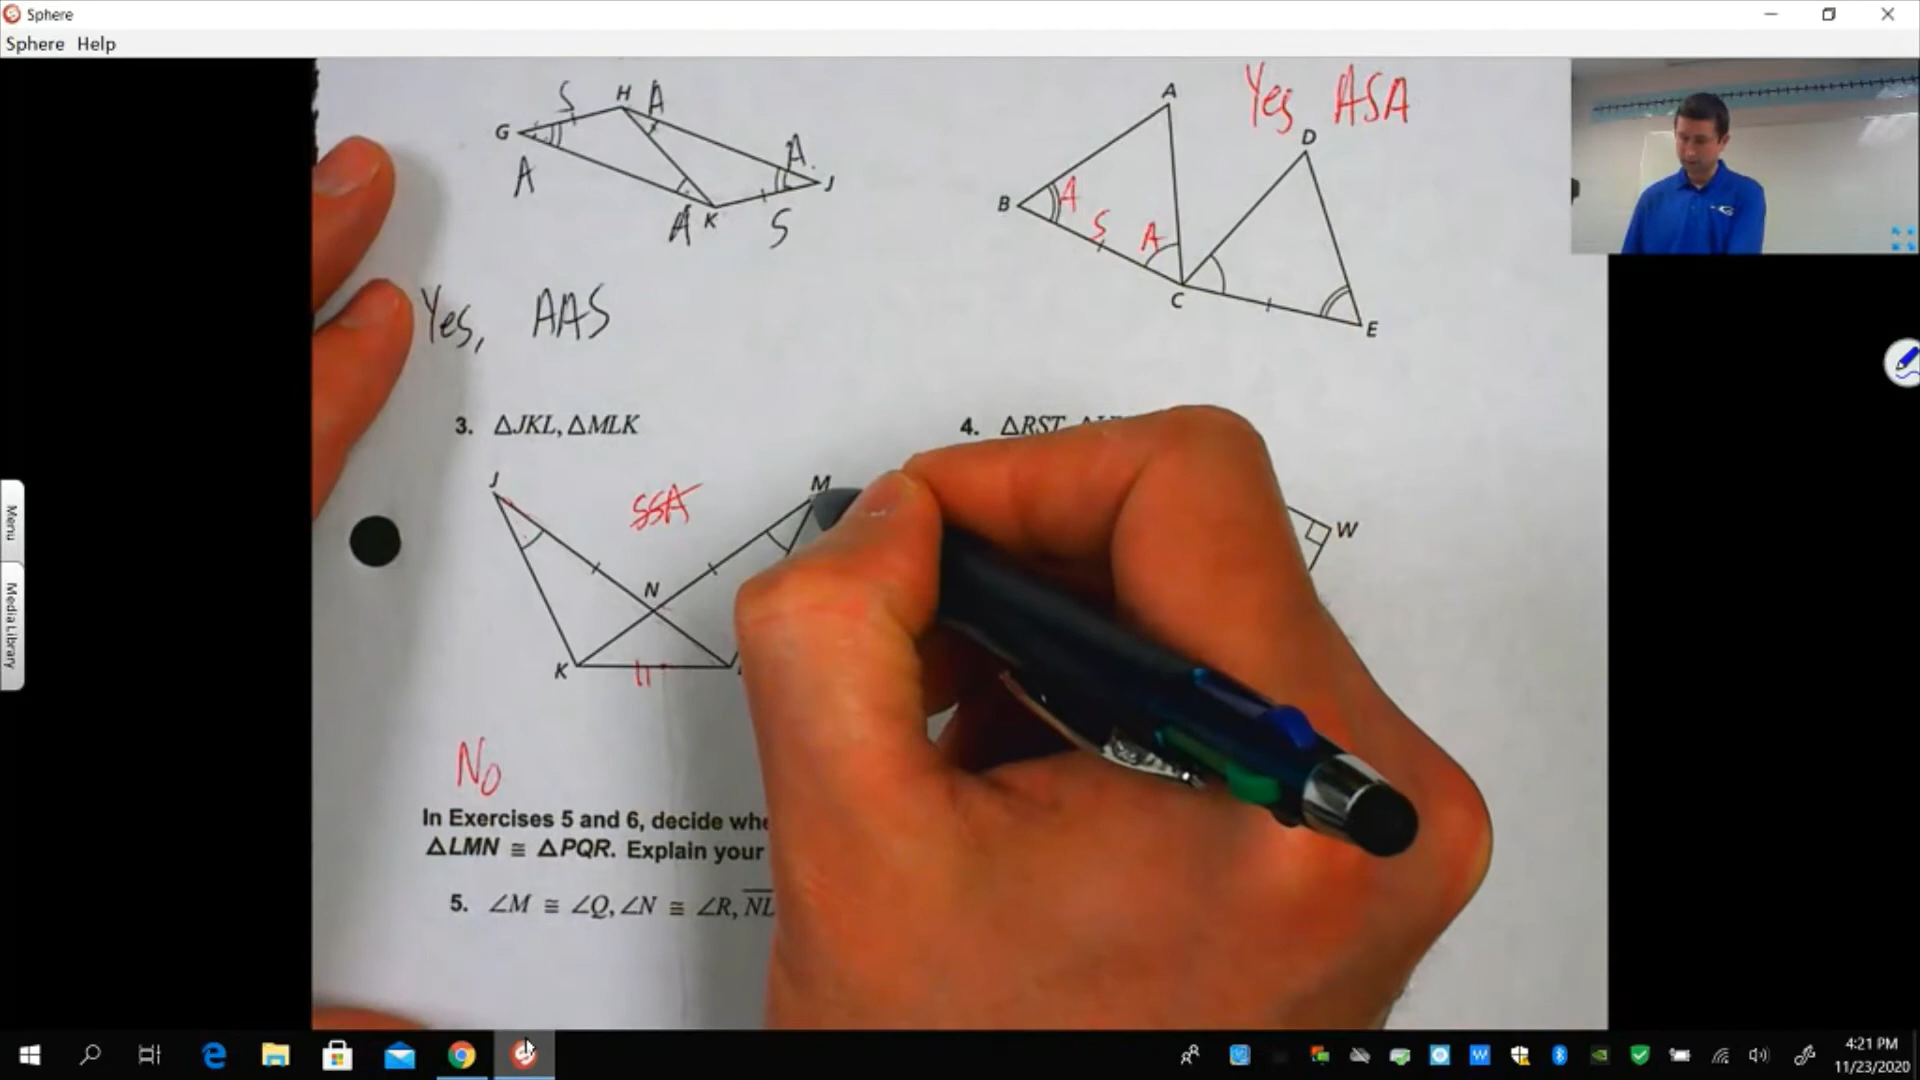 Sphere
Sphere Help
S H A
G
A
A
J
A K S
Yes, AAS
Yes ASA
A
D
B A S A
C
E
3. △JKL, △MLK
4. △RST,
J
SSA
M
N
K
W
No
In Exercises 5 and 6, decide
△LMN ≅ △PQR. Explain your
5. ∠M ≅ ∠Q, ∠N ≅ ∠R, NL
Menu
Media Library
4:21 PM
11/23/2020